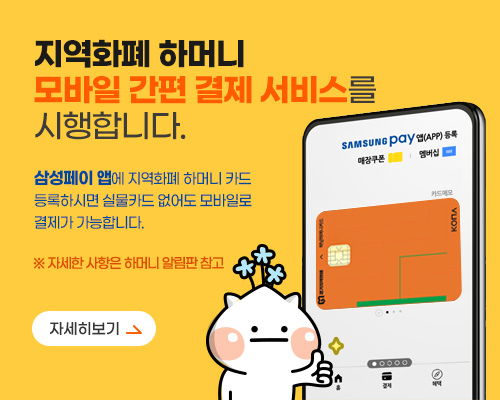 지역화폐 하머니
모바일 간편 결제 서비스를
시행합니다.
삼성페이 앱에 지역화폐 하머니 카드
등록하시면 실물카드 없어도 모바일로
결제가 가능합니다.
※ 자세한 사항은 하머니 알림판 참고
자세히보기
SAMSUNG pay 앱(APP) 등록
매장쿠폰
멤버십
카드메모
KONA
홈
결제
혜택